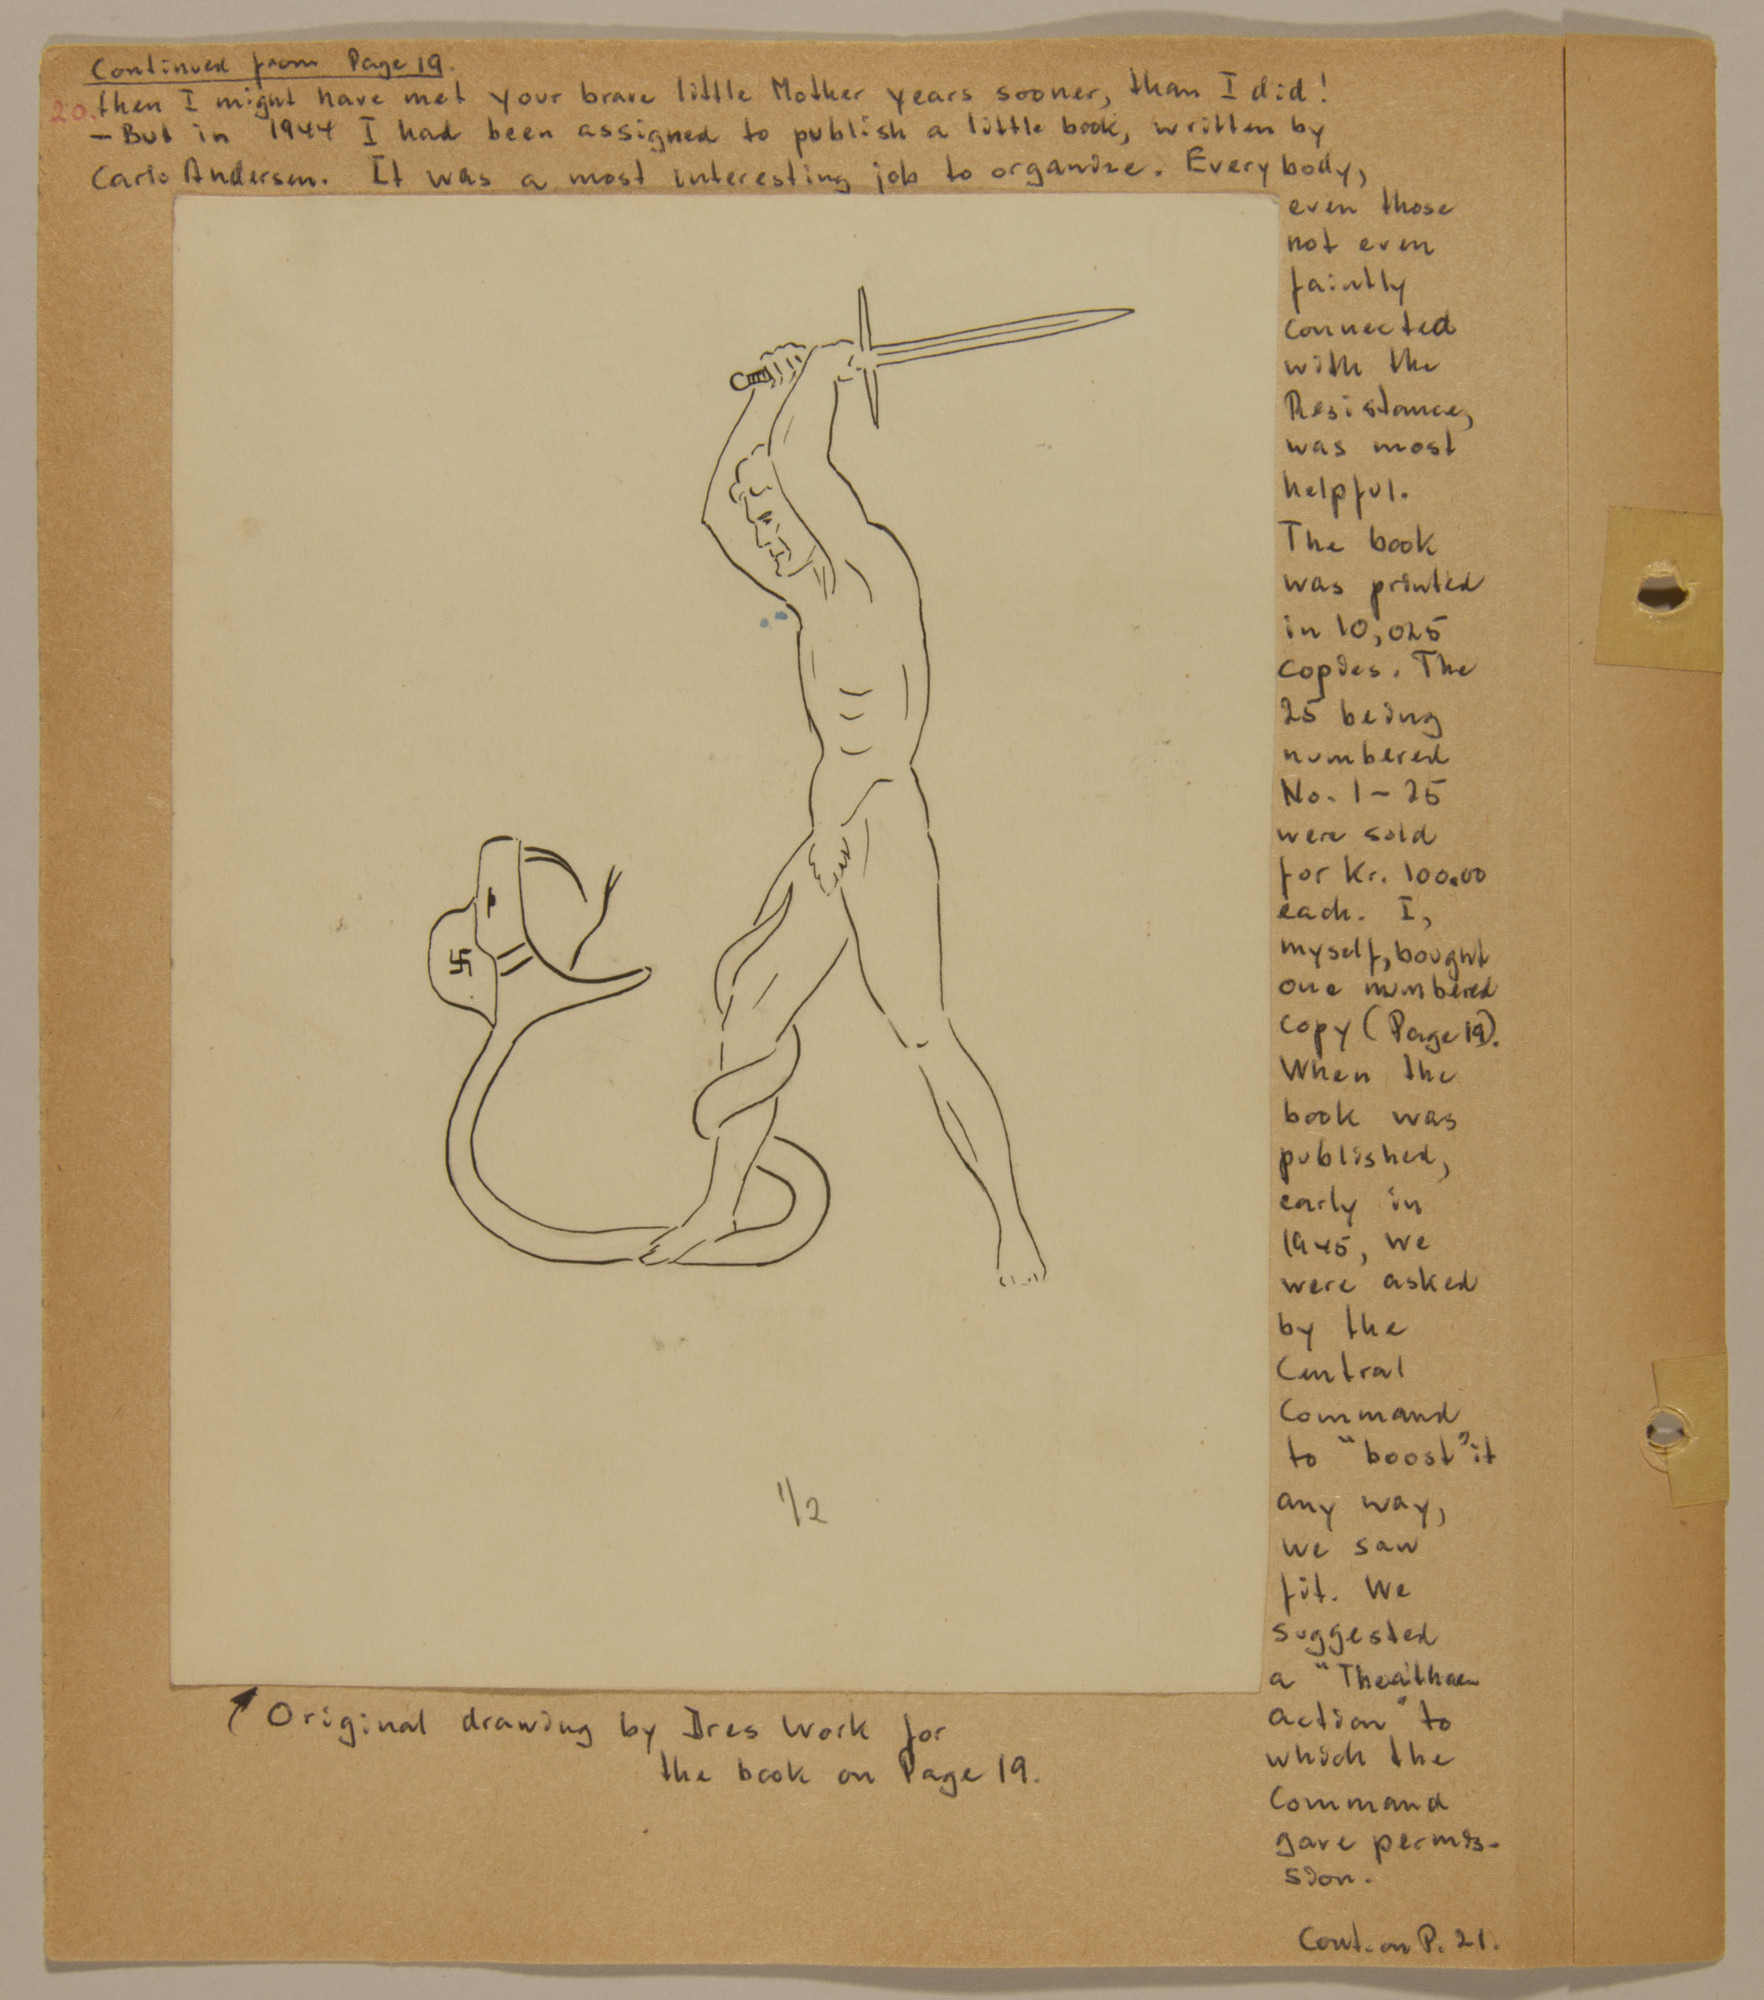 Continued from Page 19.
20. then I might have met your brave little Mother years sooner, than I did!
- But in 1944 I had been assigned to publish a little book, written by
Carlo Andersen. It was a most interesting job to organize. Everybody,
even those
not even
faintly
connected
with the
Resistance,
was most
helpful.
The book
was printed
in 10,025
copies. The
25 being
numbered
No. 1-25
were sold
for Kr. 100.00
each. I,
myself, bought
one numbered
copy (Page 19).
When the
book was
published,
early in
1945, we
were asked
by the
Central
Command
to "boost" it
any way,
we saw
fit. We
suggested
a
action" to
which the
Command
gave permis-
sion.
Cont. on P. 21.
1/2
Original drawing by Ires Work for
the book on Page 19.